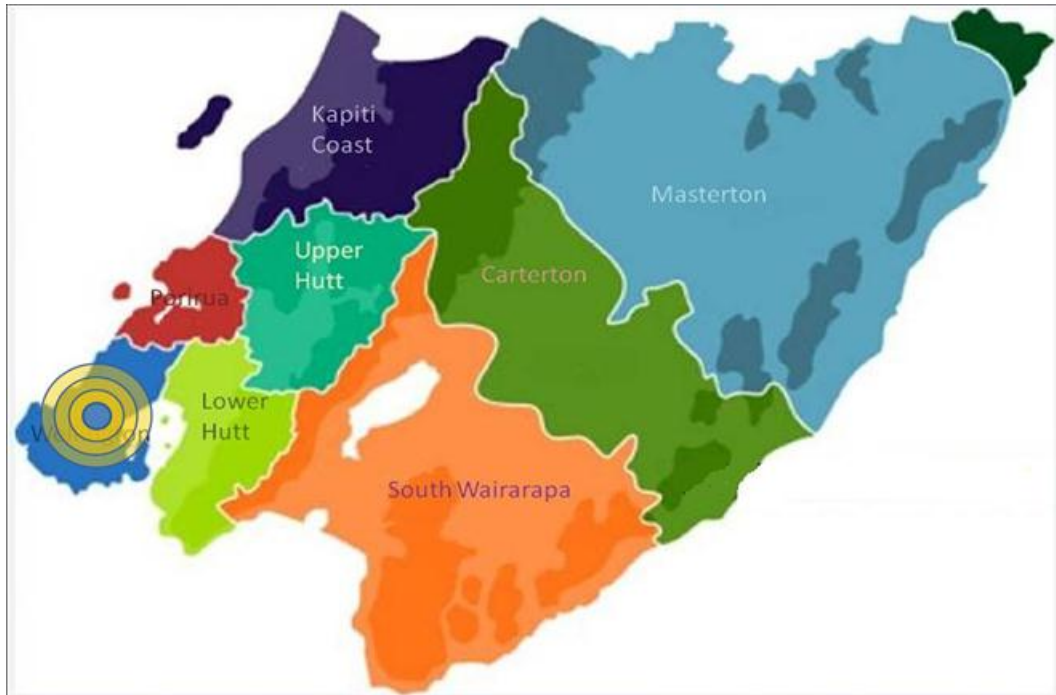 Kapiti
Coast
Masterton
Upper
Hutt
Carterton
Porirua
Lower
Hutt
South Wairarapa